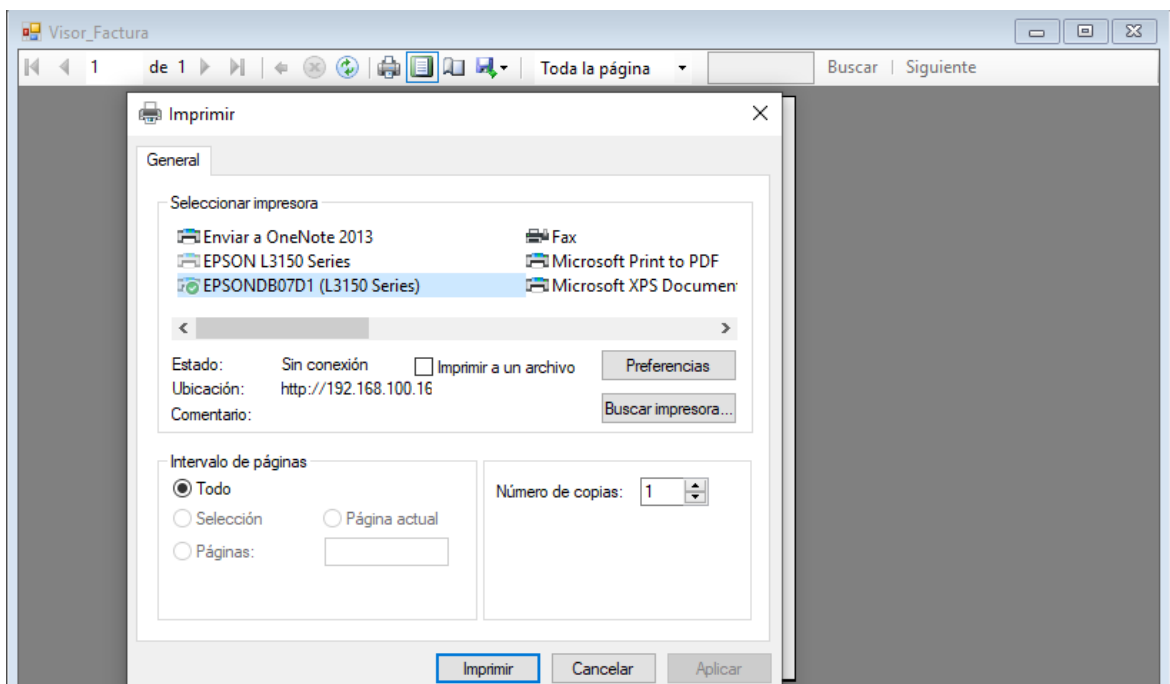 Visor_Factura
1 de 1 Toda la página Buscar | Siguiente
Imprimir
General
Seleccionar impresora
Enviar a OneNote 2013 Fax
EPSON L3150 Series Microsoft Print to PDF
EPSONDB07D1 (L3150 Series) Microsoft XPS Documen
Estado: Sin conexión Imprimir a un archivo Preferencias
Ubicación: http://192.168.100.16
Comentario: Buscar impresora...
Intervalo de páginas
Todo Número de copias: 1
Selección Página actual
Páginas:
Imprimir Cancelar Aplicar